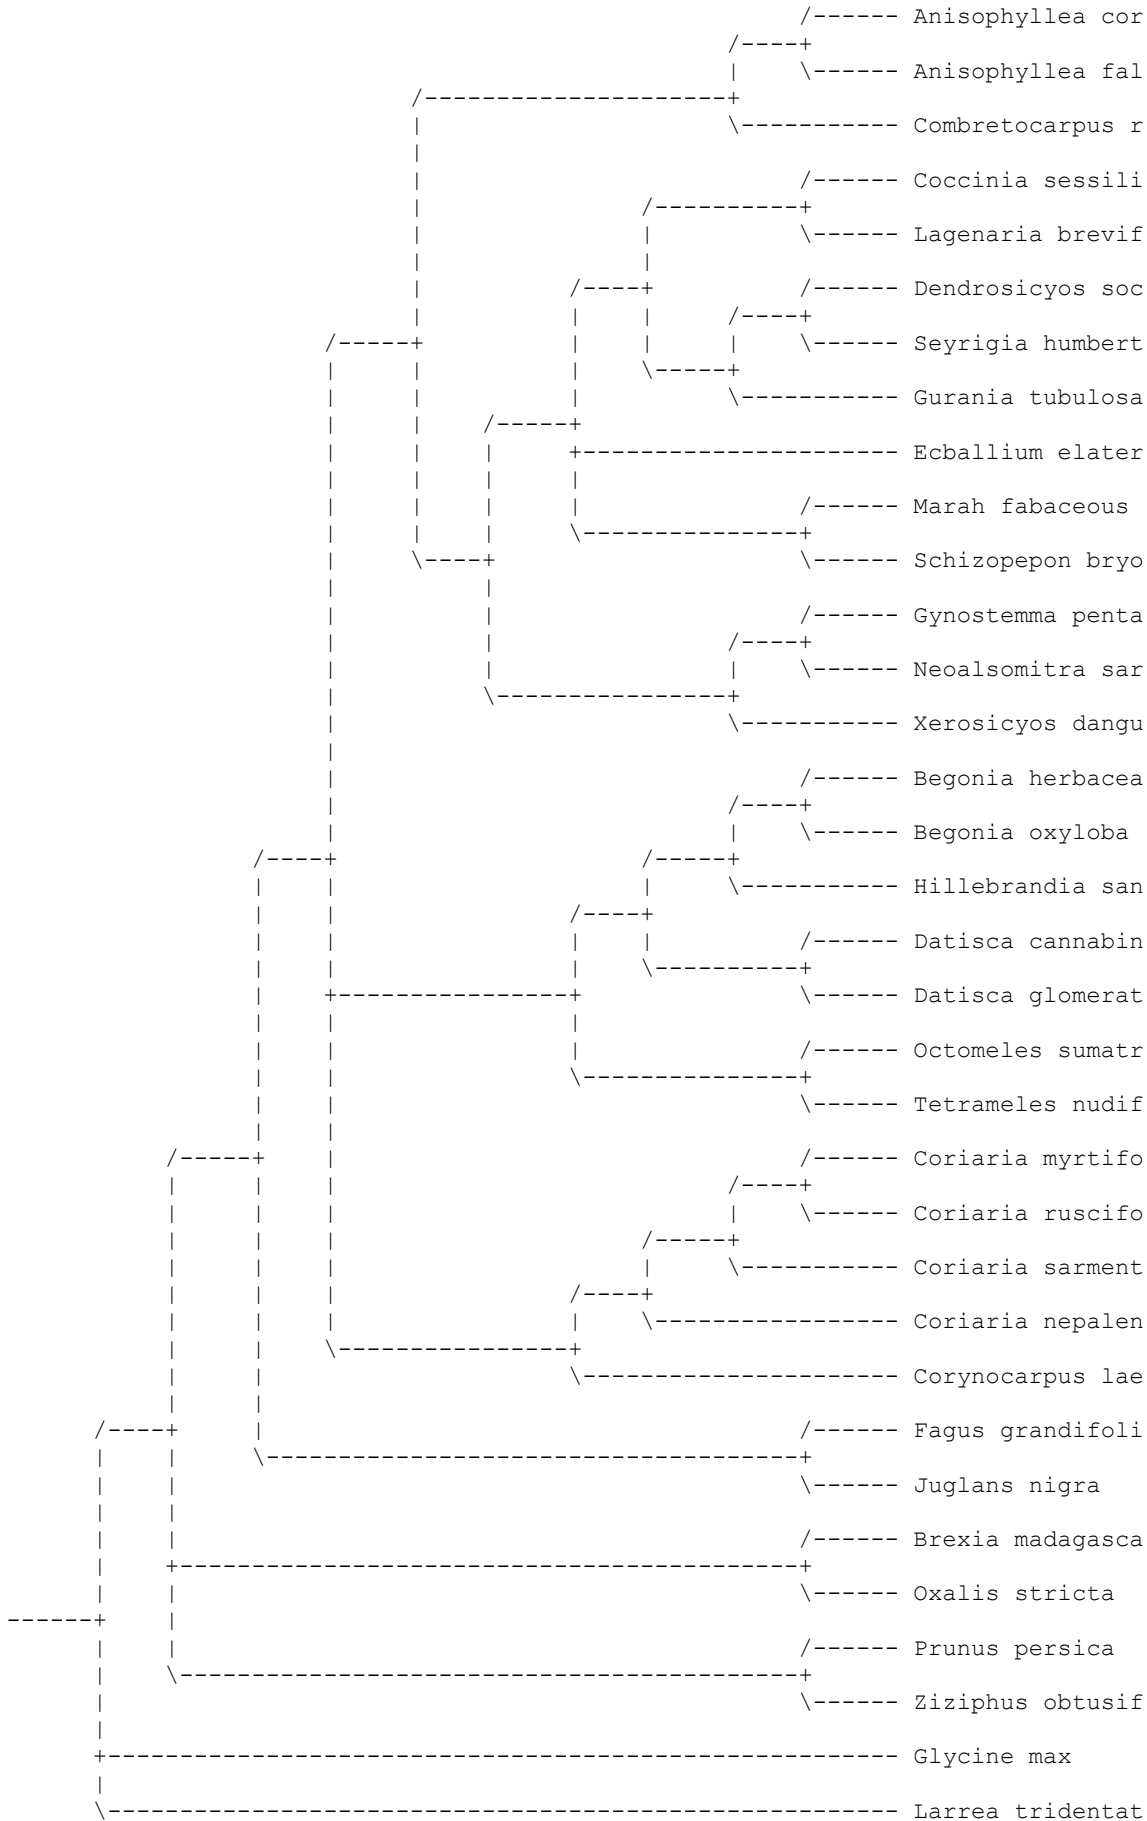 Anisophyllea cor
Anisophyllea fal
Combretocarpus r
Coccinia sessili
Lagenaria brevif
Dendrosicyos soc
Seyrigia humbert
Gurania tubulosa
Ecballium elater
Marah fabaceous
Schizopepon bryo
Gynostemma penta
Neoalsomitra sar
Xerosicyos dangu
Begonia herbacea
Begonia oxyloba
Hillebrandia san
Datisca cannabin
Datisca glomerat
Octomeles sumatr
Tetrameles nudif
Coriaria myrtifo
Coriaria ruscifo
Coriaria sarment
Coriaria nepalen
Corynocarpus lae
Fagus grandifoli
Juglans nigra
Brexia madagasca
Oxalis stricta
Prunus persica
Ziziphus obtusif
Glycine max
Larrea tridentat